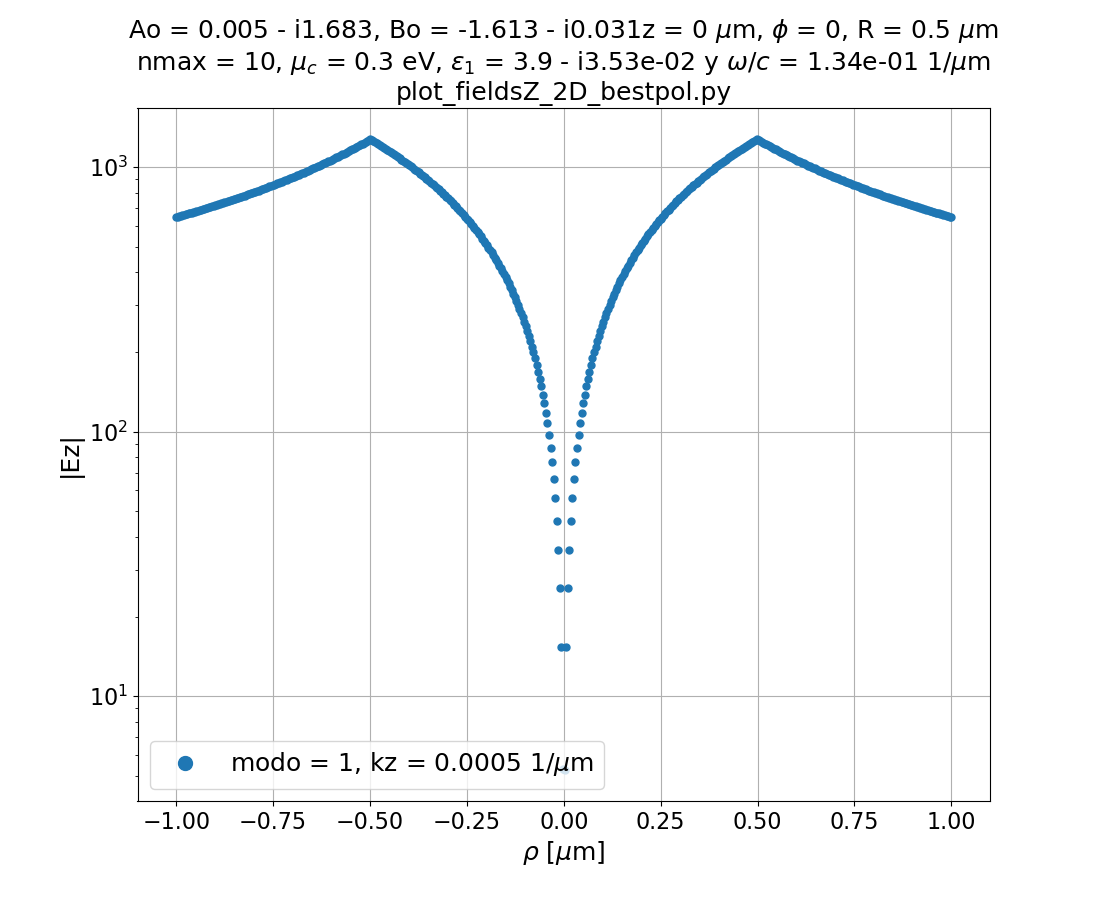 Ao = 0.005 - i1.683, Bo = -1.613 - i0.031z = 0 μm, ϕ = 0, R = 0.5 μm
nmax = 10, μc = 0.3 eV, ε1 = 3.9 - i3.53e-02 y ω/c = 1.34e-01 1/μm
plot_fieldsZ_2D_bestpol.py
10³
10²
10¹
|Ez|
modo = 1, kz = 0.0005 1/μm
−1.00 −0.75 −0.50 −0.25 0.00 0.25 0.50 0.75 1.00
ρ [μm]